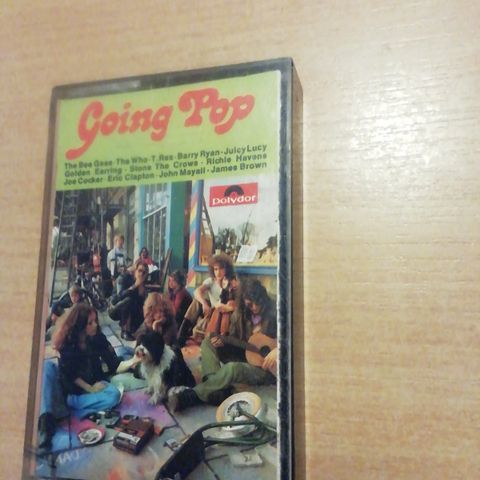 Going Pop
The Bee Gees · The Who · T. Rex · Barry Ryan · Juicy Lucy
Golden Earring · Stone The Crows · Richie Havens
Joe Cocker · Eric Clapton · John Mayall · James Brown
polydor